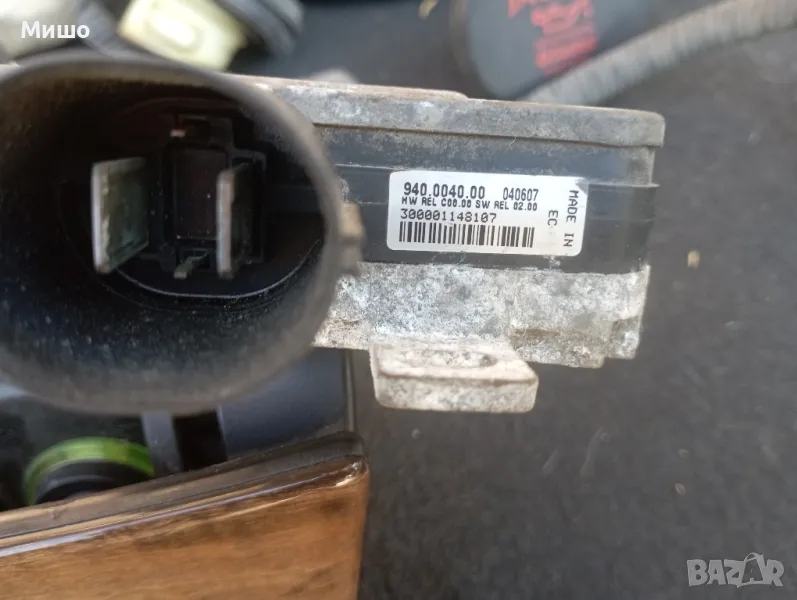 Мишо
940.0040.00 040607
HW REL C00.00 SW REL 02.00
300001148107
MADE IN
EC
BAZAR